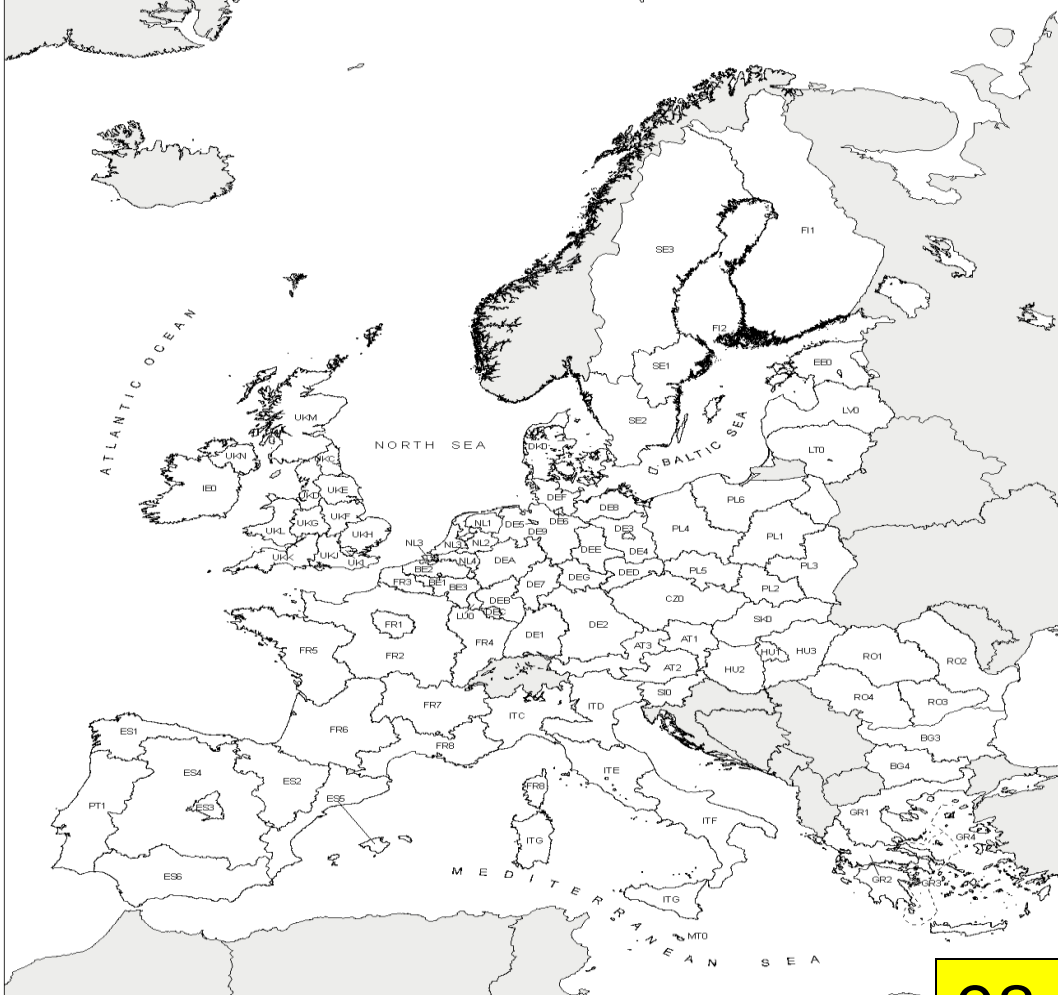 FI1
SE3
FI2
SE1
EE0
ATLANTIC OCEAN
LV0
UKM
SE2
BALTIC SEA
NORTH SEA
DK0
LT0
UKN
UKC
IE0
UKD
UKE
DEF
PL6
DE8
UKF
UKG
NL1
DE5
DE6
DE3
PL4
UKL
UKH
DE9
PL1
NL3
NL3
NL2
DEE
DE4
UKK
UKJ
UKI
NL4
DEA
PL3
BE2
DED
PL5
FR3
BE1
BE3
DE7
DEG
PL2
DEB
CZ0
LU0
DEC
SK0
FR1
DE1
DE2
AT1
FR5
FR4
AT3
HU1
HU3
FR2
AT2
HU2
RO1
RO2
SI0
RO4
RO3
FR7
ITC
ITD
ES1
FR6
BG3
FR8
BG4
ES4
ITE
ES2
FR8
ES5
PT1
ES3
ITF
GR1
GR4
ITG
ES6
GR2
GR3
MEDITERRANEAN SEA
ITG
MT0